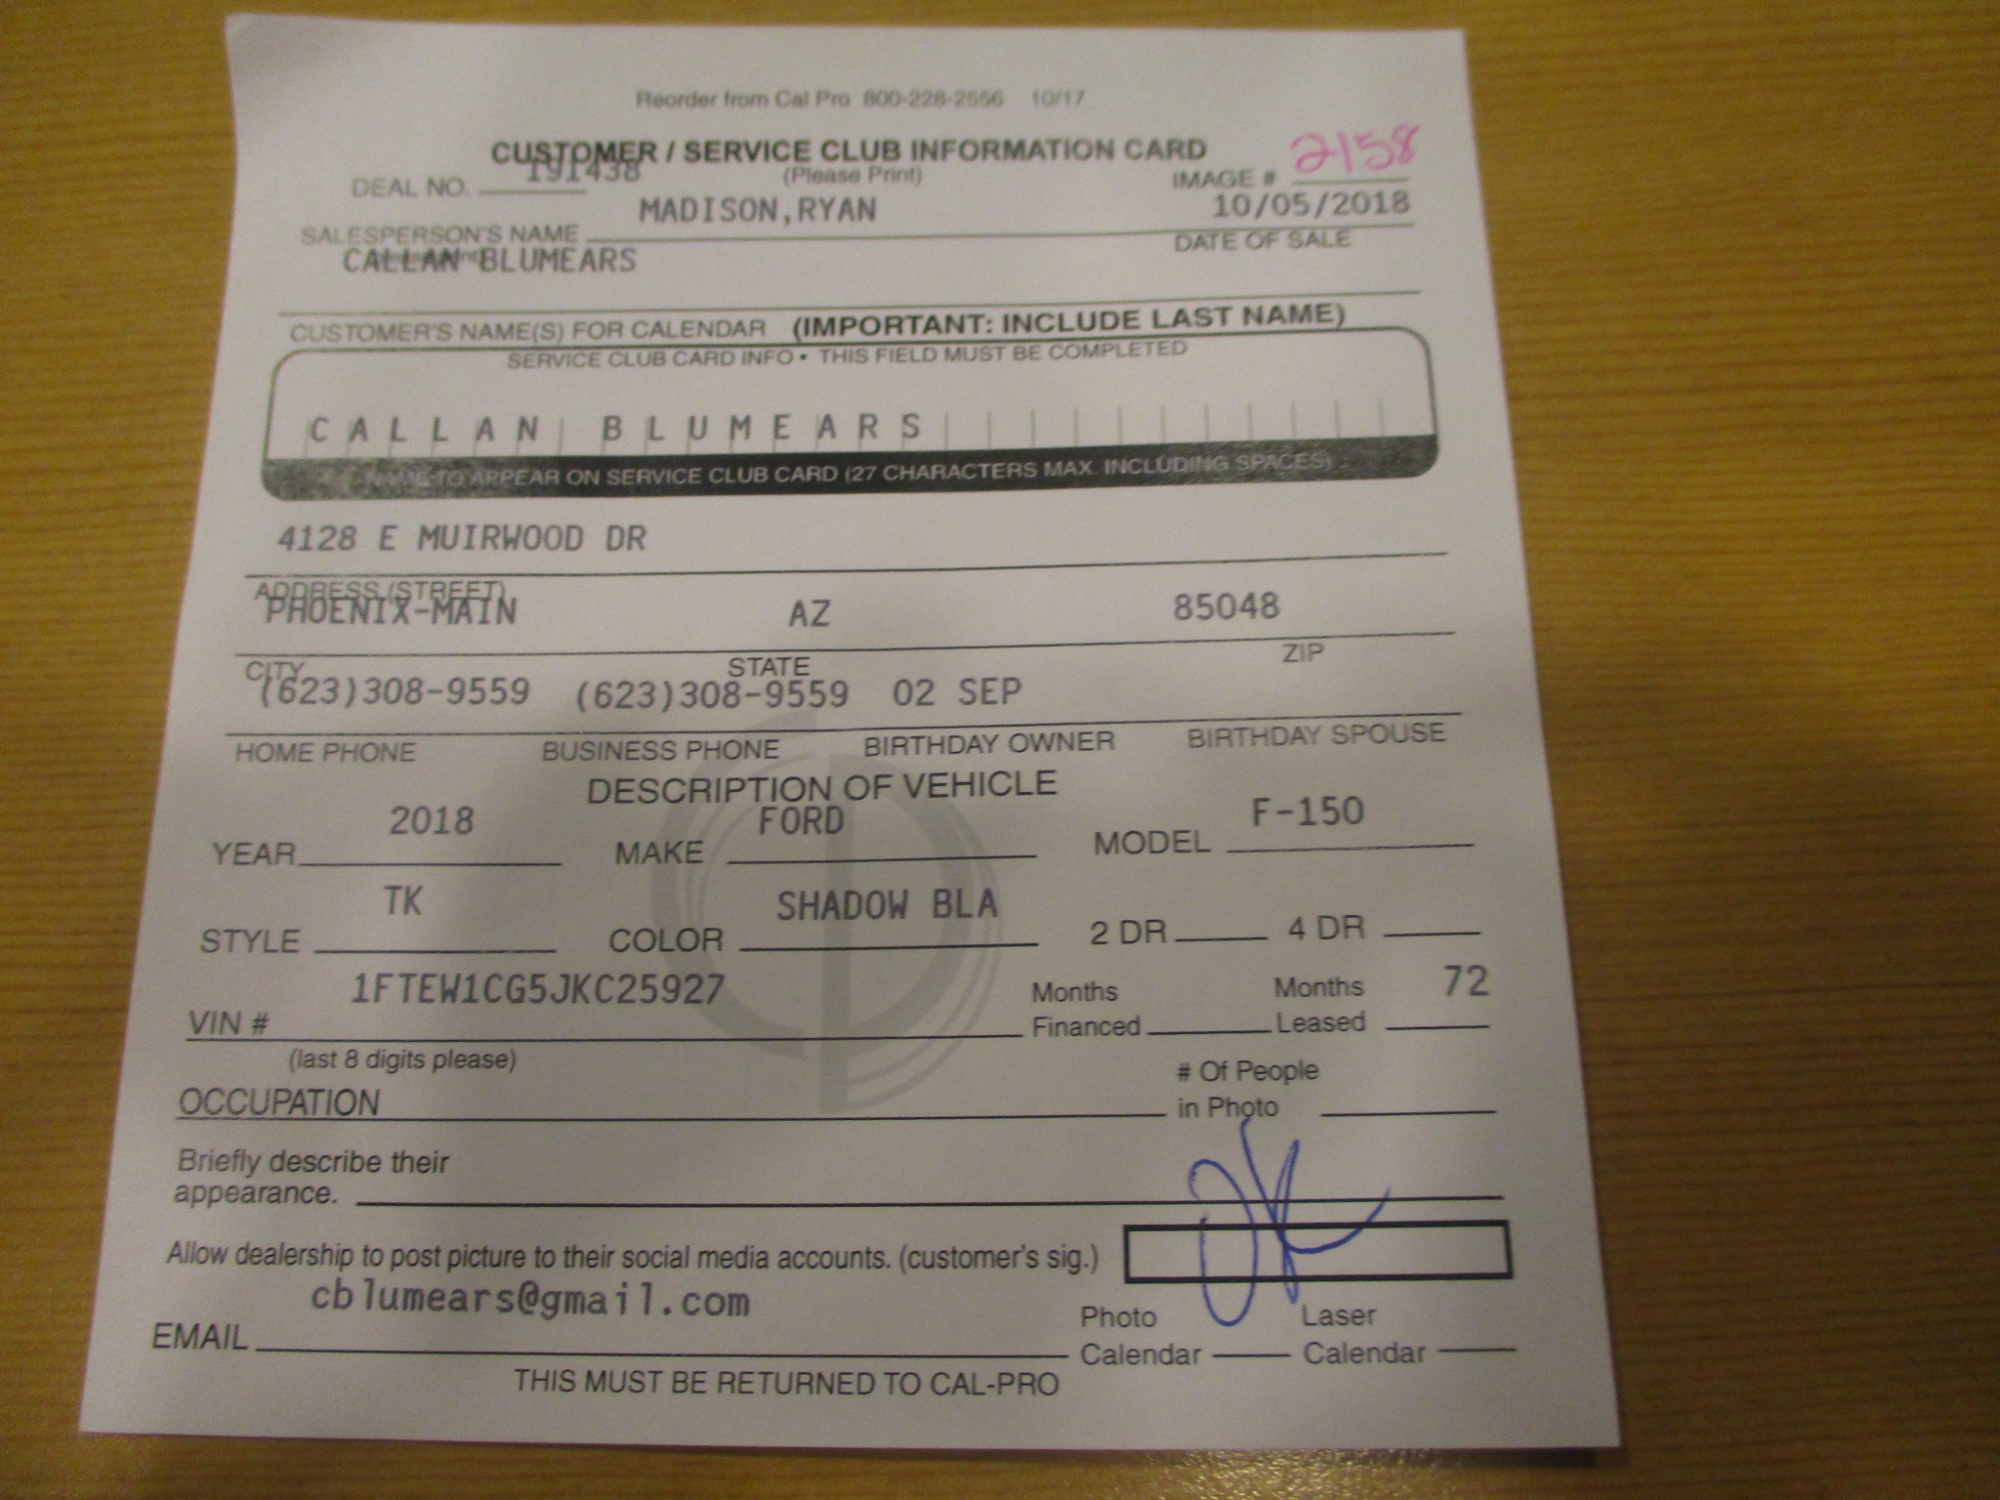 Reorder from Cal Pro 800-228-2556 10/17
CUSTOMER / SERVICE CLUB INFORMATION CARD
2158
DEAL NO. 191438 (Please Print) IMAGE #
MADISON,RYAN 10/05/2018
SALESPERSON'S NAME DATE OF SALE
CALLAN BLUMEARS
CUSTOMER'S NAME(S) FOR CALENDAR (IMPORTANT: INCLUDE LAST NAME)
SERVICE CLUB CARD INFO • THIS FIELD MUST BE COMPLETED
CALLAN BLUMEARS
NAME TO APPEAR ON SERVICE CLUB CARD (27 CHARACTERS MAX. INCLUDING SPACES)
4128 E MUIRWOOD DR
ADDRESS (STREET)
PHOENIX-MAIN AZ 85048
CITY STATE ZIP
(623)308-9559 (623)308-9559 02 SEP
HOME PHONE BUSINESS PHONE BIRTHDAY OWNER BIRTHDAY SPOUSE
DESCRIPTION OF VEHICLE
2018 FORD F-150
YEAR MAKE MODEL
TK SHADOW BLA
STYLE COLOR 2 DR 4 DR
1FTEW1CG5JKC25927 Months Months 72
VIN # Financed Leased
(last 8 digits please)
# Of People
OCCUPATION in Photo
Briefly describe their
appearance.
Allow dealership to post picture to their social media accounts. (customer's sig.)
cblumears@gmail.com
Photo Laser
EMAIL Calendar Calendar
THIS MUST BE RETURNED TO CAL-PRO